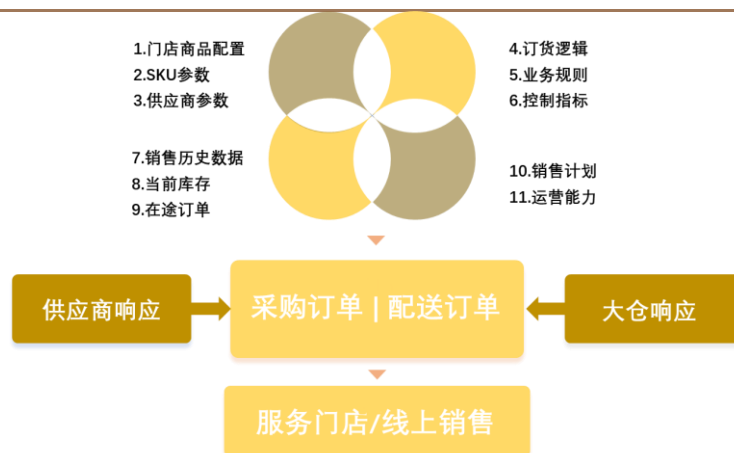 1.门店商品配置
2.SKU参数
3.供应商参数
4.订货逻辑
5.业务规则
6.控制指标
7.销售历史数据
8.当前库存
9.在途订单
10.销售计划
11.运营能力
供应商响应
采购订单 | 配送订单
大仓响应
服务门店/线上销售